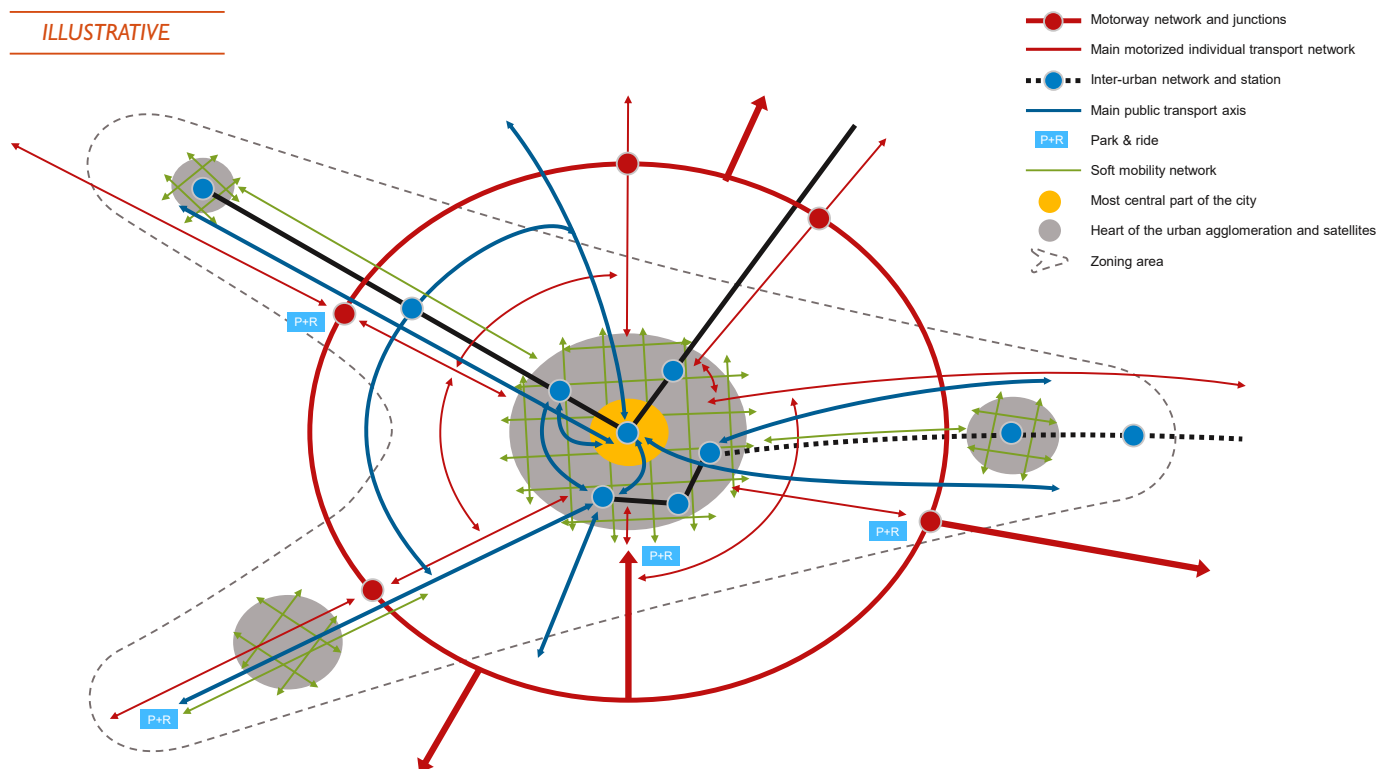 ILLUSTRATIVE
Motorway network and junctions
Main motorized individual transport network
Inter-urban network and station
Main public transport axis
P+R Park & ride
Soft mobility network
Most central part of the city
Heart of the urban agglomeration and satellites
Zoning area
P+R
P+R
P+R
P+R